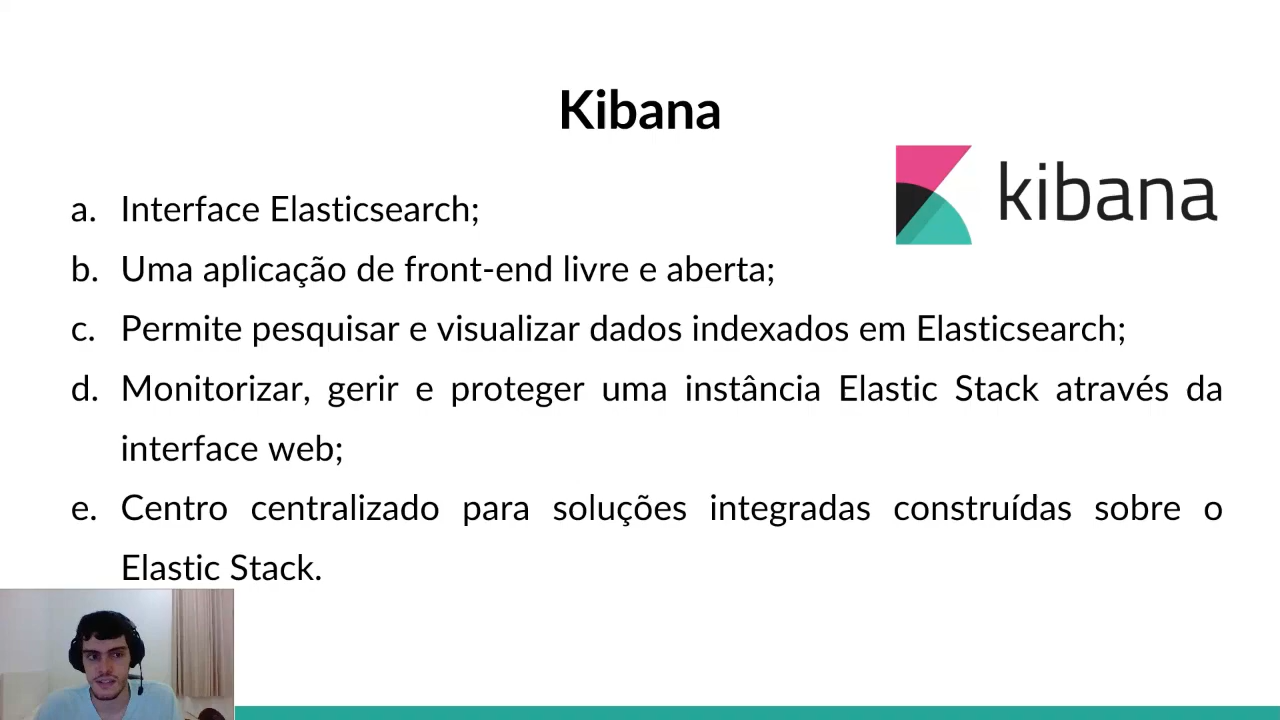 Kibana
kibana
a. Interface Elasticsearch;
b. Uma aplicação de front-end livre e aberta;
c. Permite pesquisar e visualizar dados indexados em Elasticsearch;
d. Monitorizar, gerir e proteger uma instância Elastic Stack através da
interface web;
e. Centro centralizado para soluções integradas construídas sobre o
Elastic Stack.